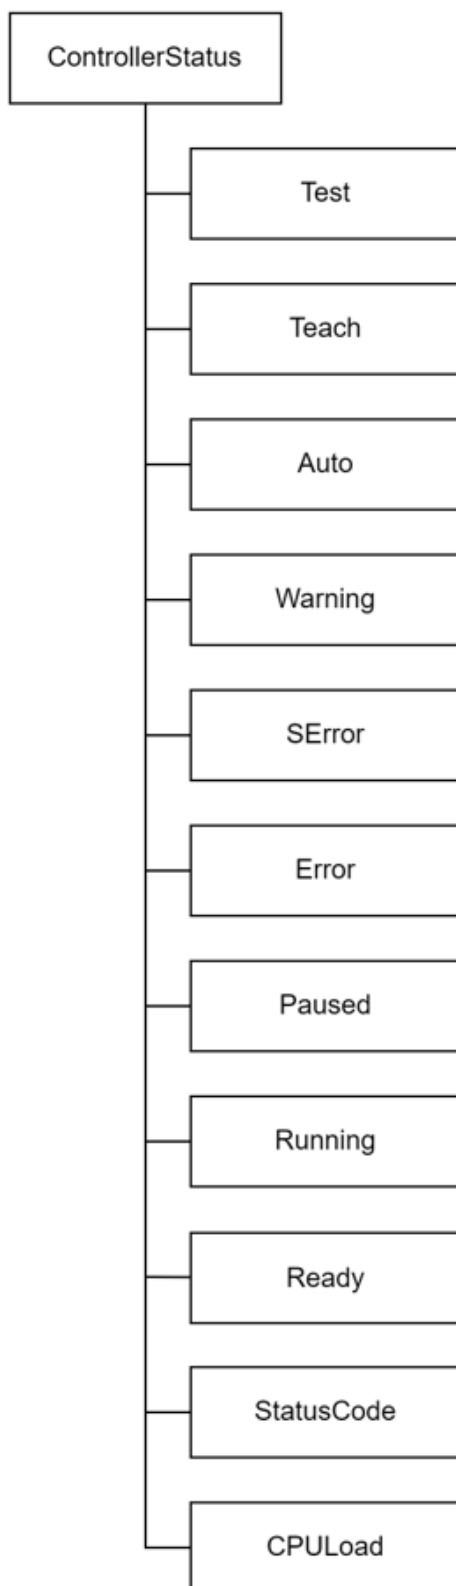 ControllerStatus
Test
Teach
Auto
Warning
SError
Error
Paused
Running
Ready
StatusCode
CPULoad